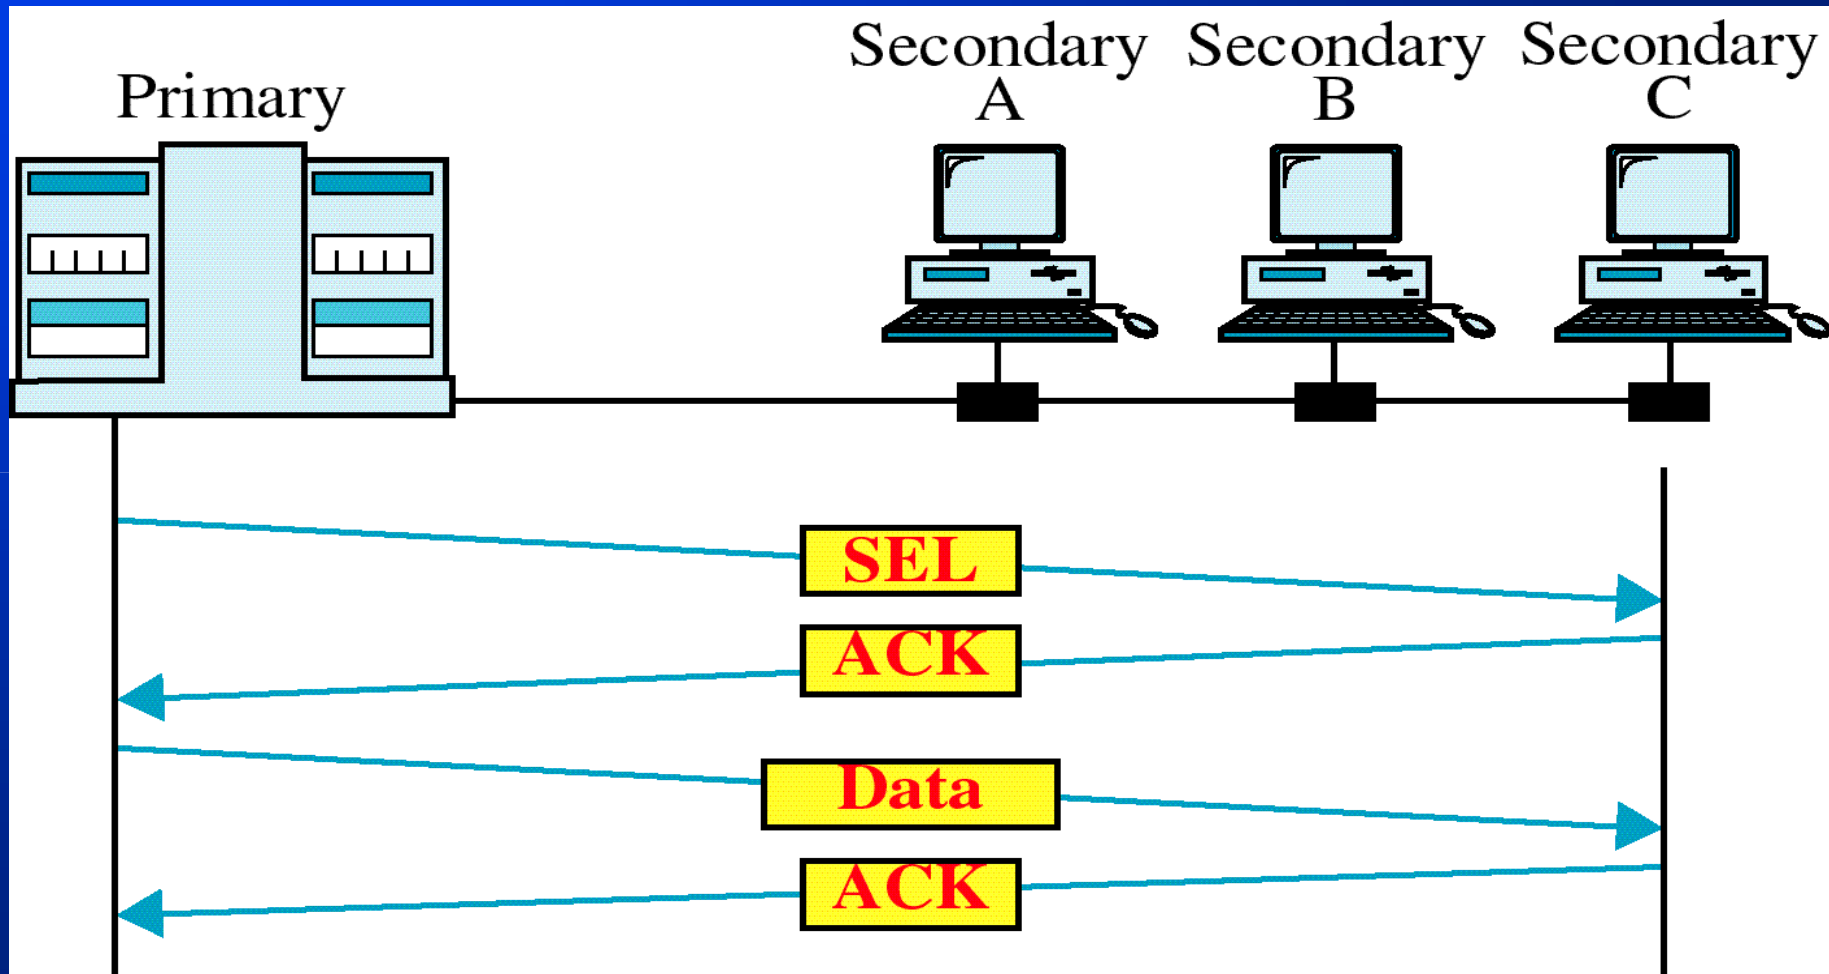 Primary
Secondary
A
Secondary
B
Secondary
C
SEL
ACK
Data
ACK